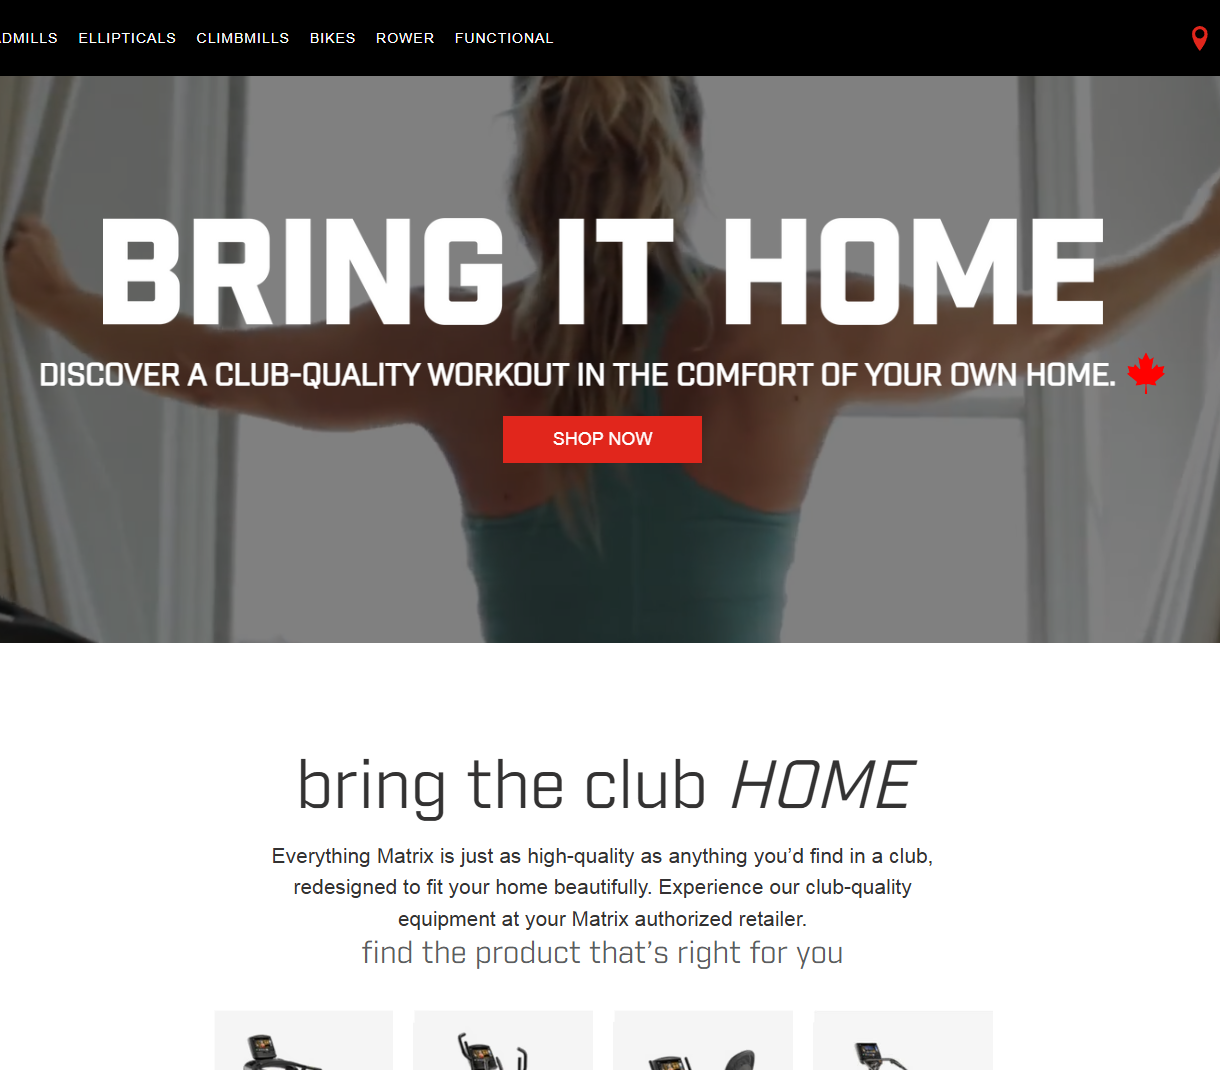 ELLIPTICALS CLIMBMILLS BIKES ROWER FUNCTIONAL
BRING IT HOME
DISCOVER A CLUB-QUALITY WORKOUT IN THE COMFORT OF YOUR OWN HOME.
SHOP NOW
bring the club HOME
Everything Matrix is just as high-quality as anything you’d find in a club,
redesigned to fit your home beautifully. Experience our club-quality
equipment at your Matrix authorized retailer.
find the product that’s right for you